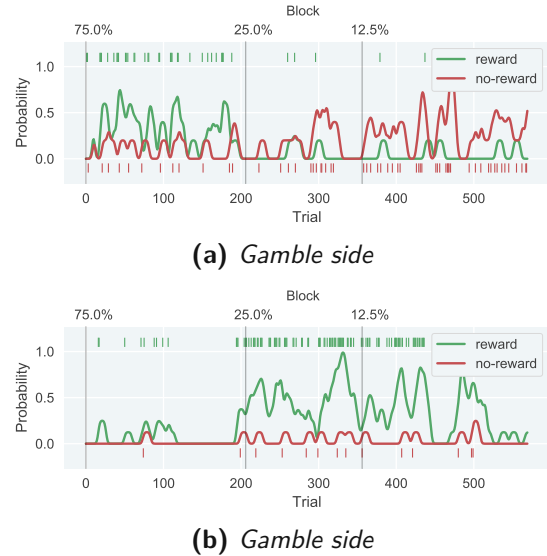 Block
75.0% 25.0% 12.5%
1.0
0.5
0.0
Probability
reward
no-reward
0 100 200 300 400 500
Trial
(a) Gamble side
Block
75.0% 25.0% 12.5%
1.0
0.5
0.0
Probability
reward
no-reward
0 100 200 300 400 500
Trial
(b) Gamble side